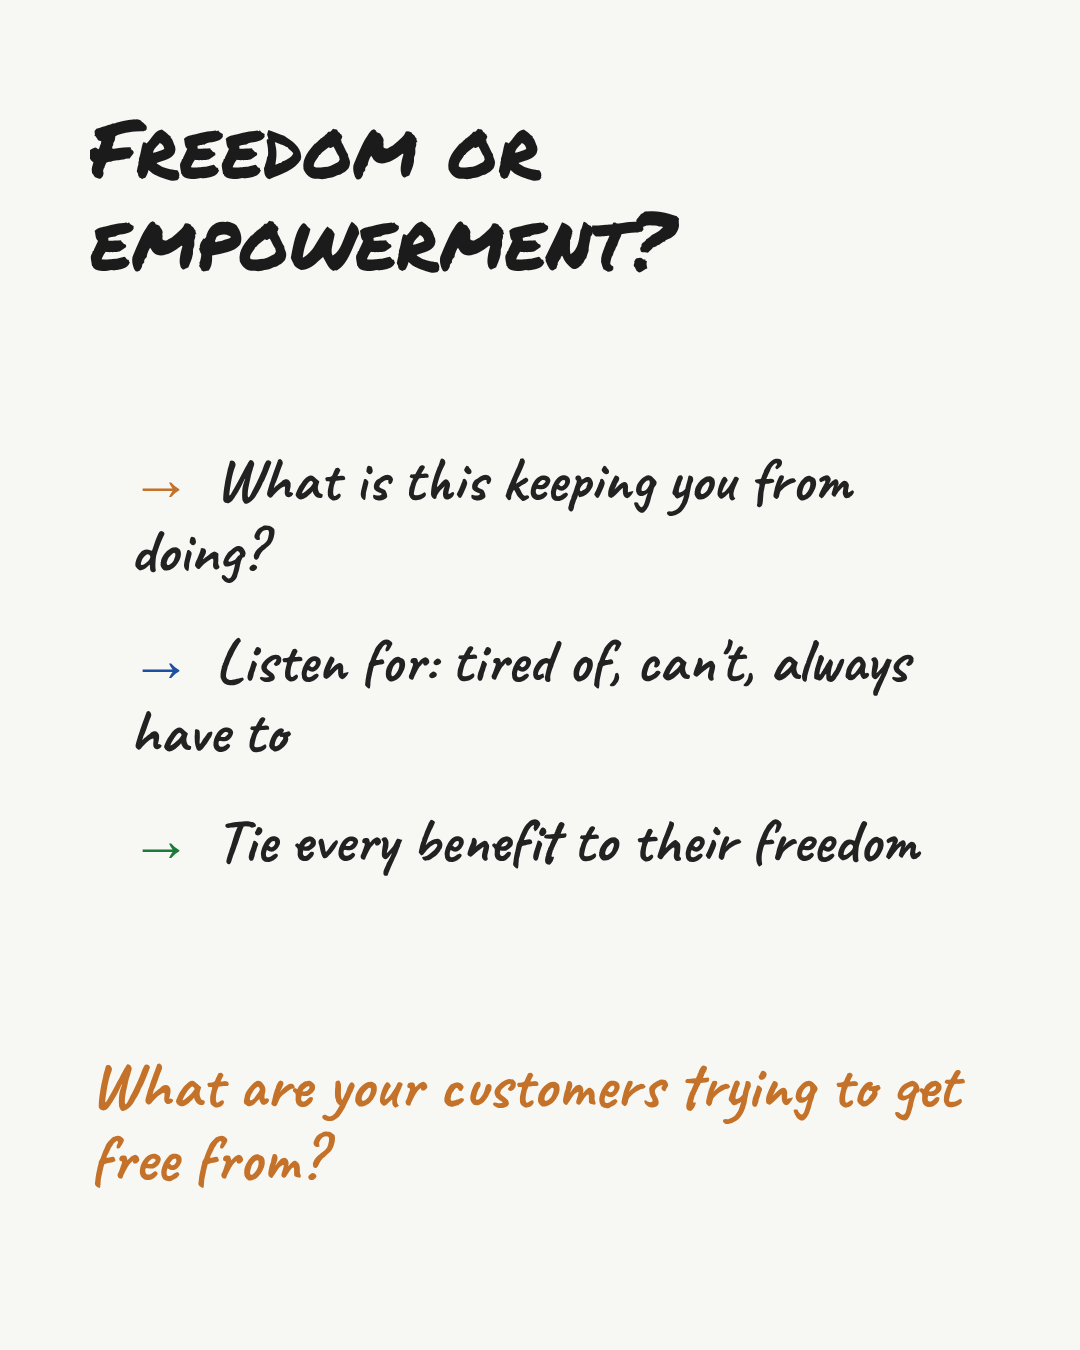 Freedom or
empowerment?
→ What is this keeping you from
doing?
→ Listen for: tired of, can't, always
have to
→ Tie every benefit to their freedom
What are your customers trying to get
free from?